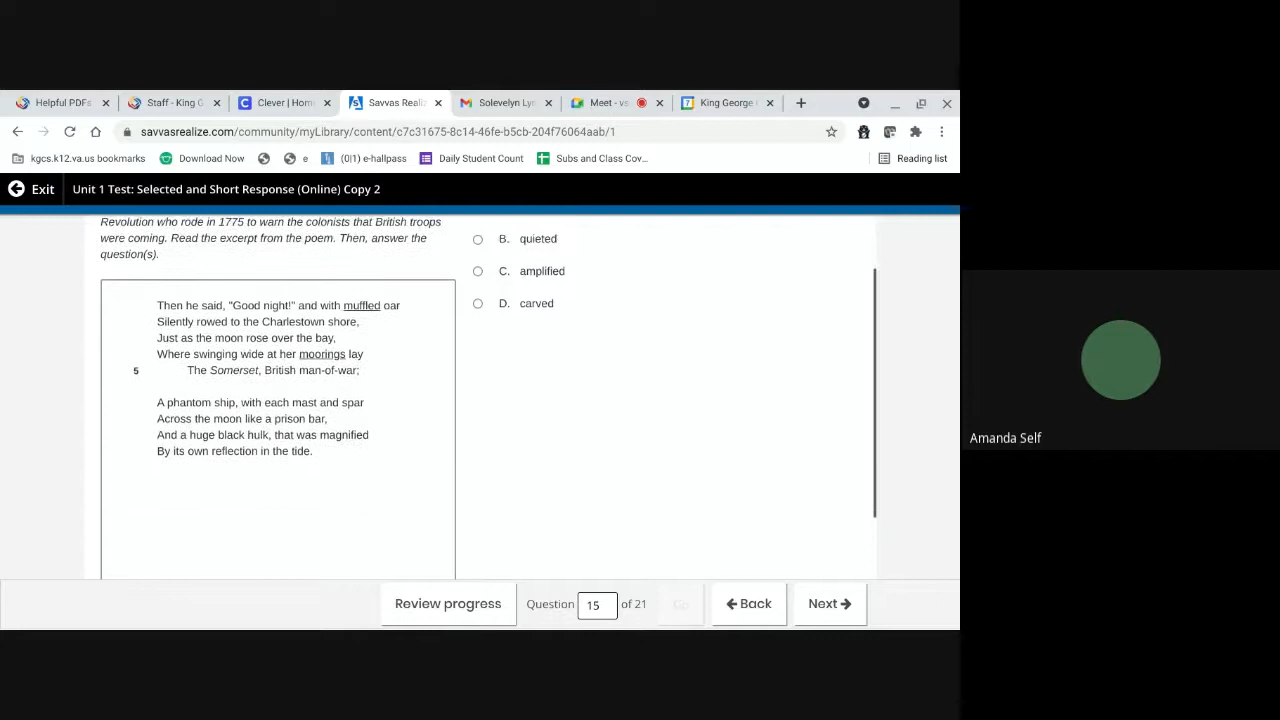 Helpful PDFs
Staff - King G
Clever | Hom
Savvas Realiz
Solevelyn Lyn
Meet - vs
King George
savvasrealize.com/community/myLibrary/content/c7c31675-8c14-46fe-b5cb-204f76064aab/1
kgcs.k12.va.us bookmarks
Download Now
e
(0|1) e-hallpass
Daily Student Count
Subs and Class Cov...
Reading list
Exit
Unit 1 Test: Selected and Short Response (Online) Copy 2
Revolution who rode in 1775 to warn the colonists that British troops
were coming. Read the excerpt from the poem. Then, answer the
question(s).
Then he said, "Good night!" and with muffled oar
Silently rowed to the Charlestown shore,
Just as the moon rose over the bay,
Where swinging wide at her moorings lay
5 The Somerset, British man-of-war;
A phantom ship, with each mast and spar
Across the moon like a prison bar,
And a huge black hulk, that was magnified
By its own reflection in the tide.
B. quieted
C. amplified
D. carved
Review progress
Question 15 of 21
Go
Back
Next
Amanda Self